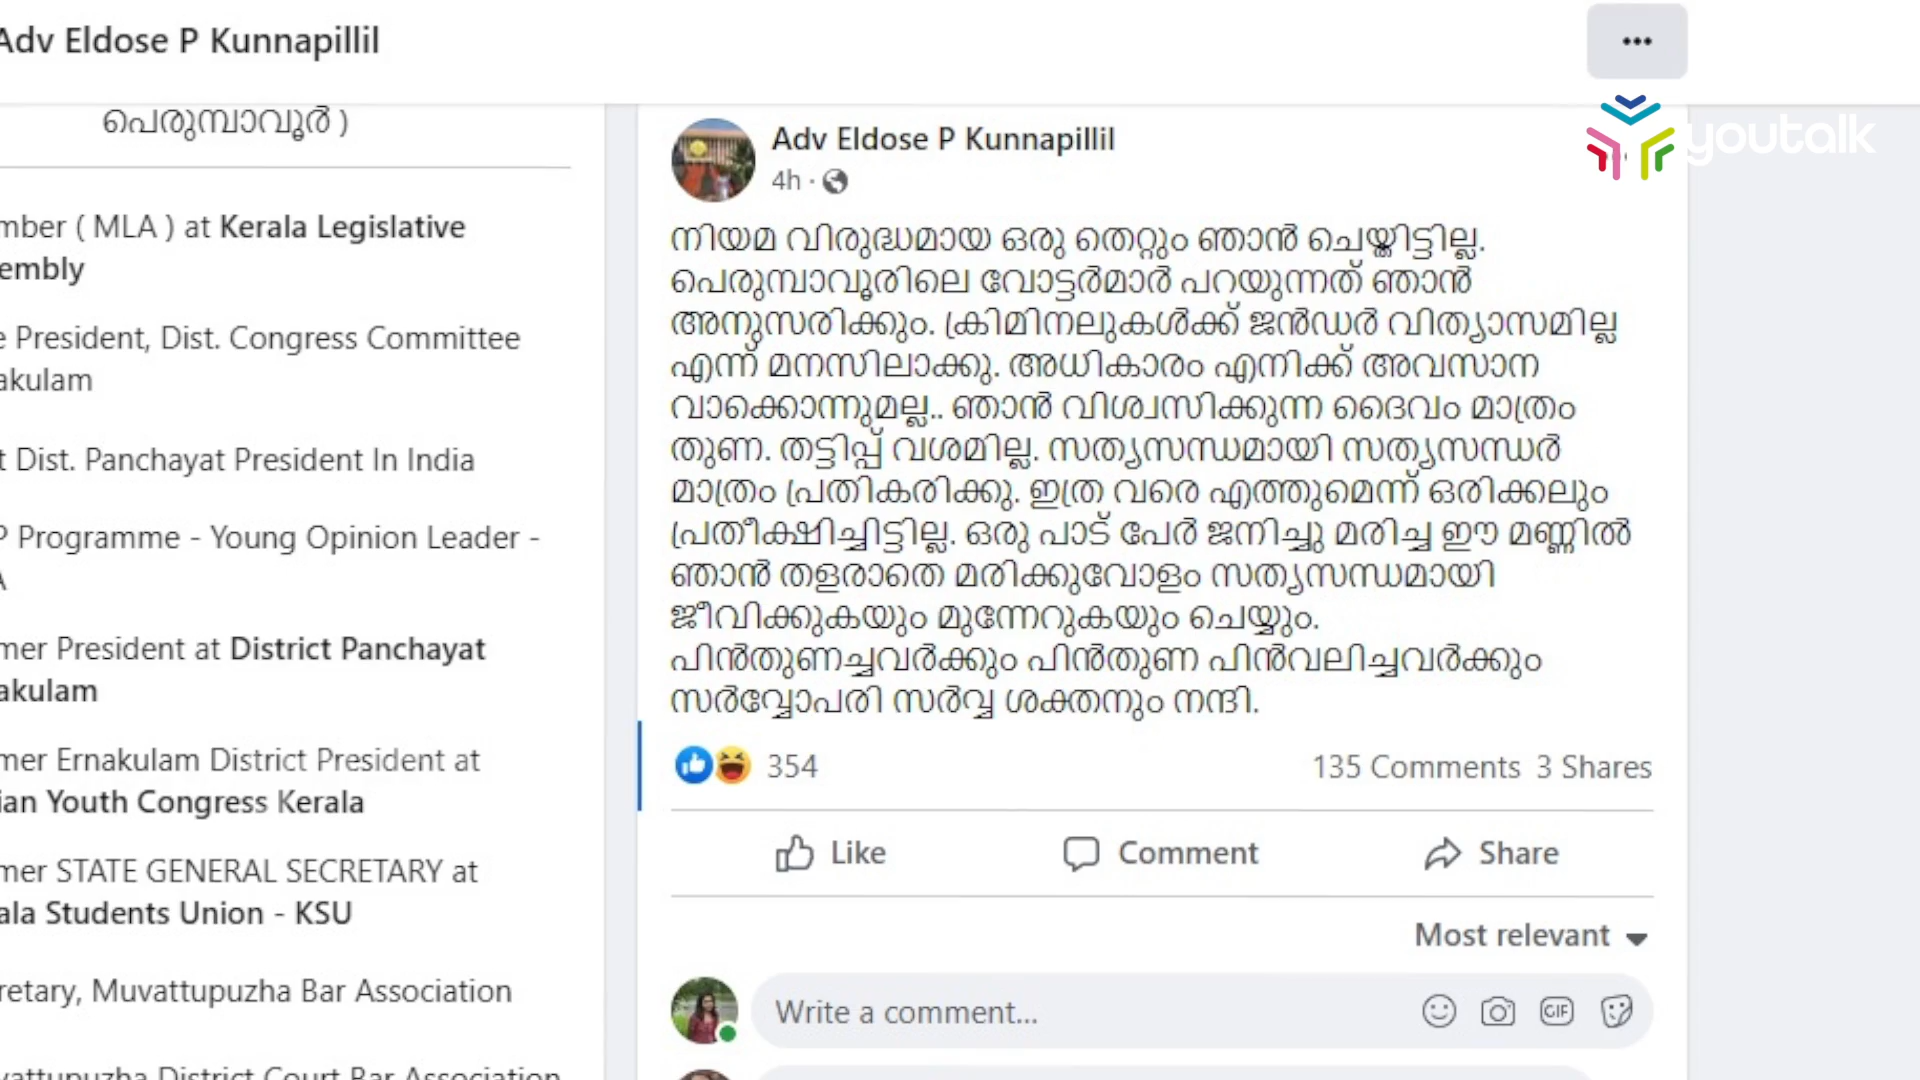 Adv Eldose P Kunnapillil
പെരുമ്പാവൂർ )
mber ( MLA ) at Kerala Legislative
embly
e President, Dist. Congress Committee
akulam
t Dist. Panchayat President In India
P Programme - Young Opinion Leader -
mer President at District Panchayat
akulam
mer Ernakulam District President at
ian Youth Congress Kerala
mer STATE GENERAL SECRETARY at
ala Students Union - KSU
retary, Muvattupuzha Bar Association
vattupuzha District Court Bar Association
youtalk
Adv Eldose P Kunnapillil
4h ·
നിയമ വിരുദ്ധമായ ഒരു തെറ്റും ഞാൻ ചെയ്തിട്ടില്ല.
പെരുമ്പാവൂരിലെ വോട്ടർമാർ പറയുന്നത് ഞാൻ
അനുസരിക്കും. ക്രിമിനലുകൾക്ക് ജൻഡർ വിത്യാസമില്ല
എന്ന് മനസിലാക്കു. അധികാരം എനിക്ക് അവസാന
വാക്കൊന്നുമല്ല.. ഞാൻ വിശ്വസിക്കുന്ന ദൈവം മാത്രം
തുണ. തട്ടിപ്പ് വശമില്ല. സത്യസന്ധമായി സത്യസന്ധർ
മാത്രം പ്രതികരിക്കു. ഇത്ര വരെ എത്തുമെന്ന് ഒരിക്കലും
പ്രതീക്ഷിച്ചിട്ടില്ല. ഒരു പാട് പേർ ജനിച്ചു മരിച്ച ഈ മണ്ണിൽ
ഞാൻ തളരാതെ മരിക്കുവോളം സത്യസന്ധമായി
ജീവിക്കുകയും മുന്നേറുകയും ചെയ്യും.
പിൻതുണച്ചവർക്കും പിൻതുണ പിൻവലിച്ചവർക്കും
സർവ്വോപരി സർവ്വ ശക്തനും നന്ദി.
354
135 Comments 3 Shares
Like Comment Share
Most relevant
Write a comment...
GIF